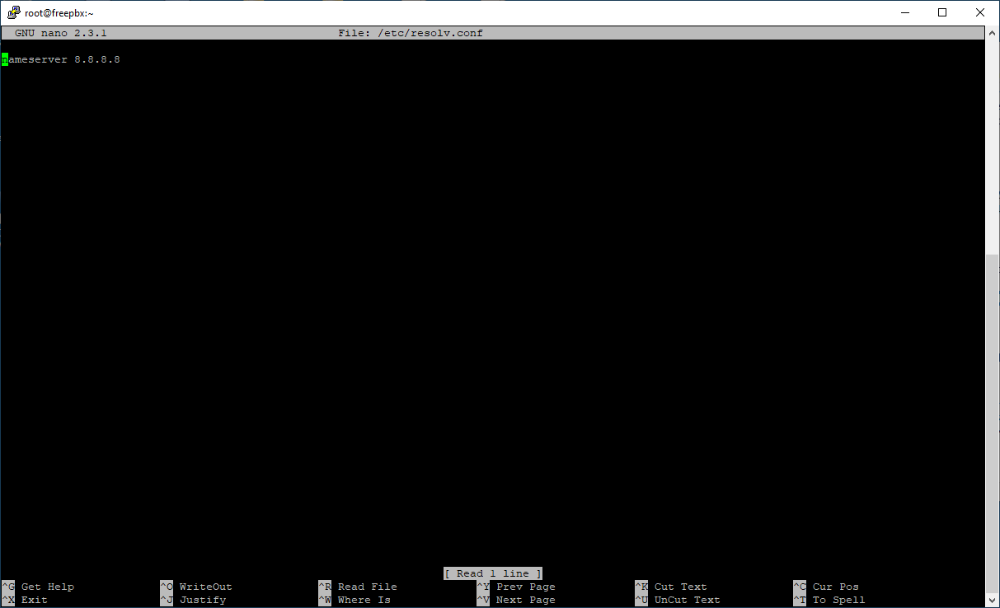 root@freepbx:~
GNU nano 2.3.1 File: /etc/resolv.conf
nameserver 8.8.8.8
[ Read 1 line ]
^G Get Help ^O WriteOut ^R Read File ^Y Prev Page ^K Cut Text ^C Cur Pos
^X Exit ^J Justify ^W Where Is ^V Next Page ^U UnCut Text ^T To Spell